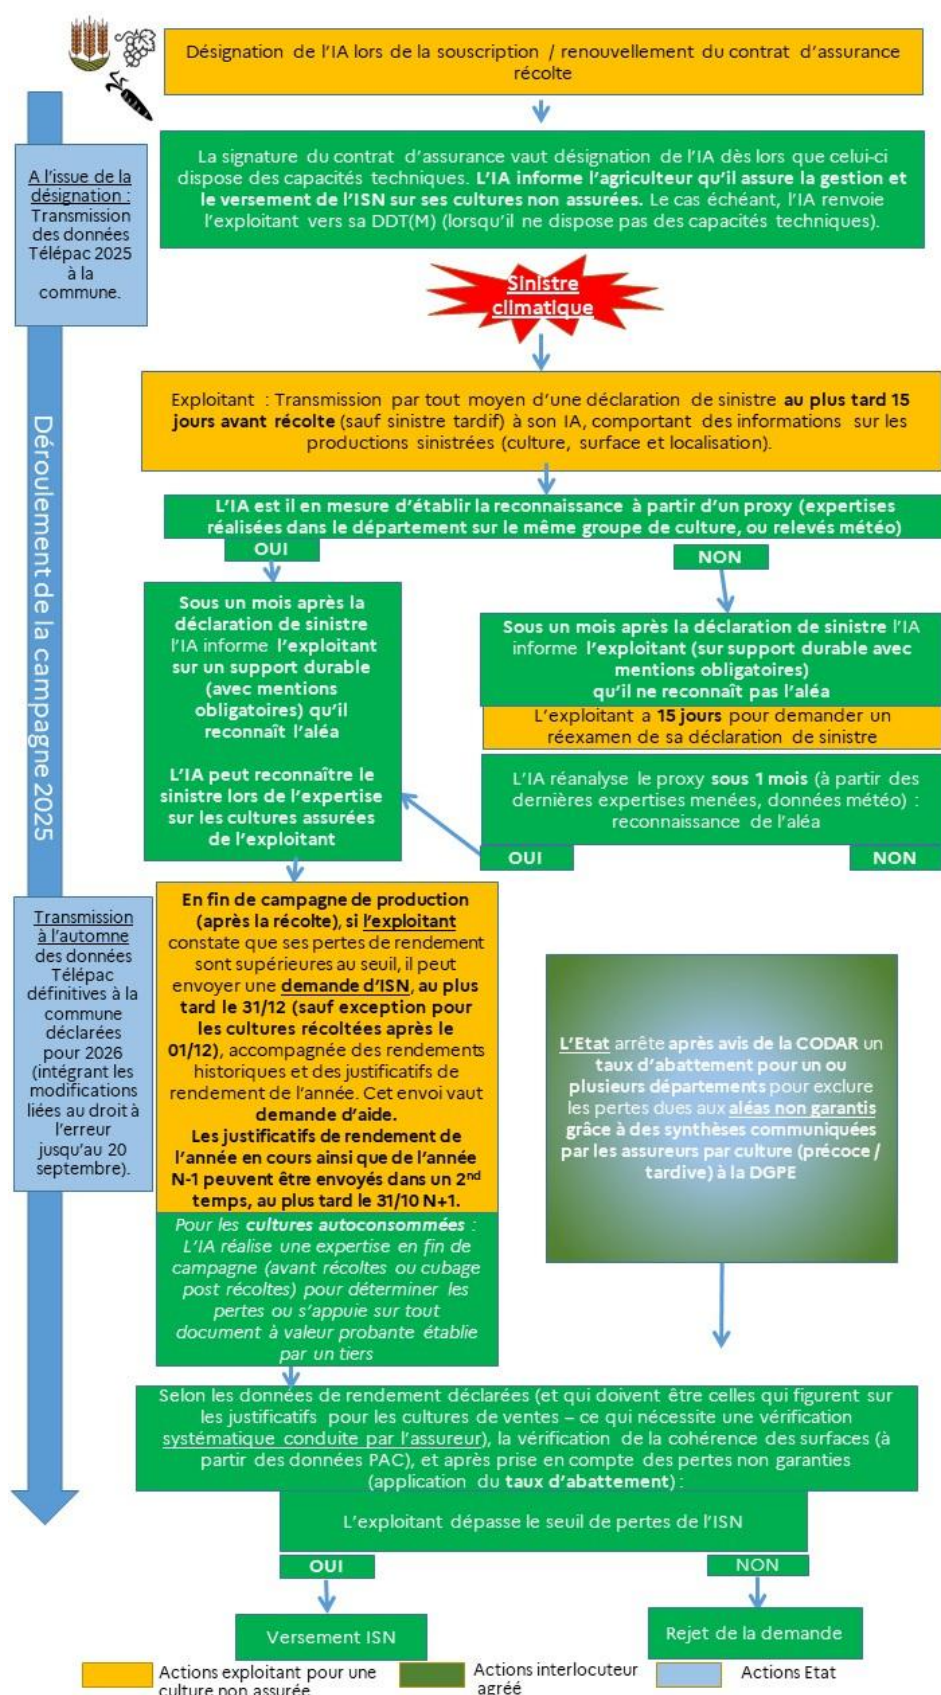 Désignation de l'IA lors de la souscription / renouvellement du contrat d'assurance
récolte
A l'issue de la
désignation :
Transmission
des données
Télépac 2025
à la
commune.
La signature du contrat d'assurance vaut désignation de l'IA dès lors que celui-ci
dispose des capacités techniques. L'IA informe l'agriculteur qu'il assure la gestion et
le versement de l'ISN sur ses cultures non assurées. Le cas échéant, l'IA renvoie
l'exploitant vers sa DDT(M) (lorsqu'il ne dispose pas des capacités techniques).
Sinistre
climatique
Déroulement de la campagne 2025
Exploitant : Transmission par tout moyen d'une déclaration de sinistre au plus tard 15
jours avant récolte (sauf sinistre tardif) à son IA, comportant des informations sur les
productions sinistrées (culture, surface et localisation).
L'IA est il en mesure d'établir la reconnaissance à partir d'un proxy (expertises
réalisées dans le département sur le même groupe de culture, ou relevés météo)
OUI
NON
Sous un mois après la
déclaration de sinistre
l'IA informe l'exploitant
sur un support durable
(avec mentions
obligatoires) qu'il
reconnaît l'aléa
L'IA peut reconnaître le
sinistre lors de l'expertise
sur les cultures assurées
de l'exploitant
Sous un mois après la déclaration de sinistre l'IA
informe l'exploitant (sur support durable avec
mentions obligatoires)
qu'il ne reconnaît pas l'aléa
L'exploitant a 15 jours pour demander un
réexamen de sa déclaration de sinistre
L'IA réanalyse le proxy sous 1 mois (à partir des
dernières expertises menées, données météo) :
reconnaissance de l'aléa
OUI
NON
Transmission
à l'automne
des données
Télépac
définitives à la
commune
déclarées
pour 2026
(intégrant les
modifications
liées au droit à
l'erreur
jusqu'au 20
septembre).
En fin de campagne de production
(après la récolte), si l'exploitant
constate que ses pertes de rendement
sont supérieures au seuil, il peut
envoyer une demande d'ISN, au plus
tard le 31/12 (sauf exception pour
les cultures récoltées après le
01/12), accompagnée des rendements
historiques et des justificatifs de
rendement de l'année. Cet envoi vaut
demande d'aide.
Les justificatifs de rendement de
l'année en cours ainsi que de l'année
N-1 peuvent être envoyés dans un 2nd
temps, au plus tard le 31/10 N+1.
Pour les cultures autoconsommées :
L'IA réalise une expertise en fin de
campagne (avant récoltes ou cubage
post récoltes) pour déterminer les
pertes ou s'appuie sur tout
document à valeur probante établie
par un tiers
L'Etat arrête après avis de la CODAR un
taux d'abattement pour un ou
plusieurs départements pour exclure
les pertes dues aux aléas non garantis
grâce à des synthèses communiquées
par les assureurs par culture (précoce /
tardive) à la DGPE
Selon les données de rendement déclarées (et qui doivent être celles qui figurent sur
les justificatifs pour les cultures de ventes – ce qui nécessite une vérification
systématique conduite par l'assureur), la vérification de la cohérence des surfaces (à
partir des données PAC), et après prise en compte des pertes non garanties
(application du taux d'abattement) :
L'exploitant dépasse le seuil de pertes de l'ISN
OUI
NON
Versement ISN
Rejet de la demande
Actions exploitant pour une
culture non assurée
Actions interlocuteur
agréé
Actions Etat